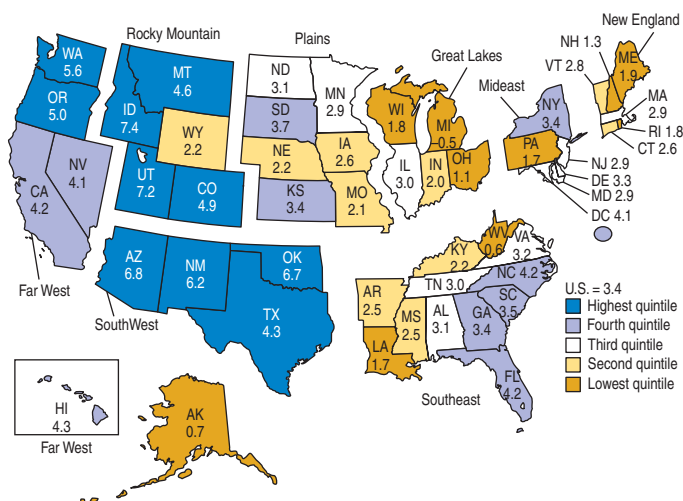 Rocky Mountain
Plains
Great Lakes
New England
Mideast
WA
5.6
OR
5.0
ID
7.4
MT
4.6
WY
2.2
NV
4.1
CA
4.2
UT
7.2
CO
4.9
AZ
6.8
NM
6.2
OK
6.7
TX
4.3
ND
3.1
SD
3.7
NE
2.2
KS
3.4
MN
2.9
IA
2.6
MO
2.1
WI
1.8
IL
3.0
MI
-0.5
IN
2.0
OH
1.1
NY
3.4
PA
1.7
NH 1.3
VT 2.8
ME
1.9
MA
2.9
RI 1.8
CT 2.6
NJ 2.9
DE 3.3
MD 2.9
DC 4.1
KY
2.2
WV
0.6
VA
3.2
NC 4.2
TN 3.0
SC
3.5
AR
2.5
MS
2.5
AL
3.1
GA
3.4
LA
1.7
FL
4.2
Far West
SouthWest
Southeast
HI
4.3
Far West
AK
0.7
U.S. = 3.4
Highest quintile
Fourth quintile
Third quintile
Second quintile
Lowest quintile